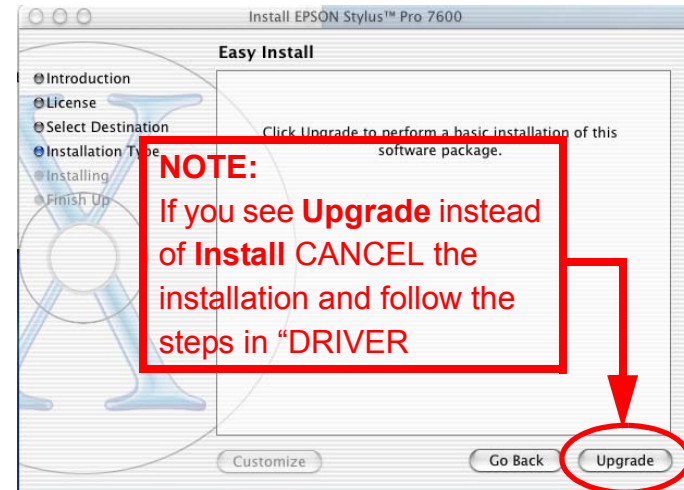 Install EPSON Stylus™ Pro 7600
Easy Install
Introduction
License
Select Destination
Installation Type
Installing
Finish Up
Click Upgrade to perform a basic installation of this
software package.
NOTE:
If you see Upgrade instead
of Install CANCEL the
installation and follow the
steps in “DRIVER
Customize
Go Back
Upgrade